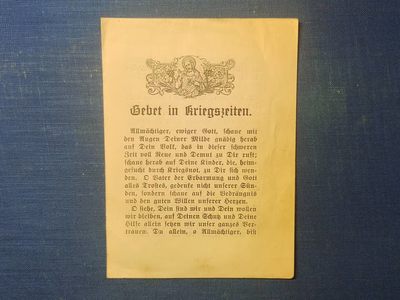 Gebet in Kriegszeiten.
Allmächtiger, ewiger Gott, schaue mit
den Augen Deiner Milde gnädig herab
auf Dein Volk, das in dieser schweren
Zeit voll Reue und Demut zu Dir ruft;
schaue herab auf Deine Kinder, die, heim-
gesucht durch Kriegsnot, zu Dir sich wen-
den. O Vater der Erbarmung und Gott
alles Trostes, gedenke nicht unserer Sün-
den, sondern schaue auf die Bedrängnis
und den guten Willen unserer Herzen.
O siehe, Dein sind wir und Dein wollen
wir bleiben, auf Deinen Schutz und Deine
Hilfe allein setzen wir unser ganzes Ver-
trauen. Du allein, o Allmächtiger, bist